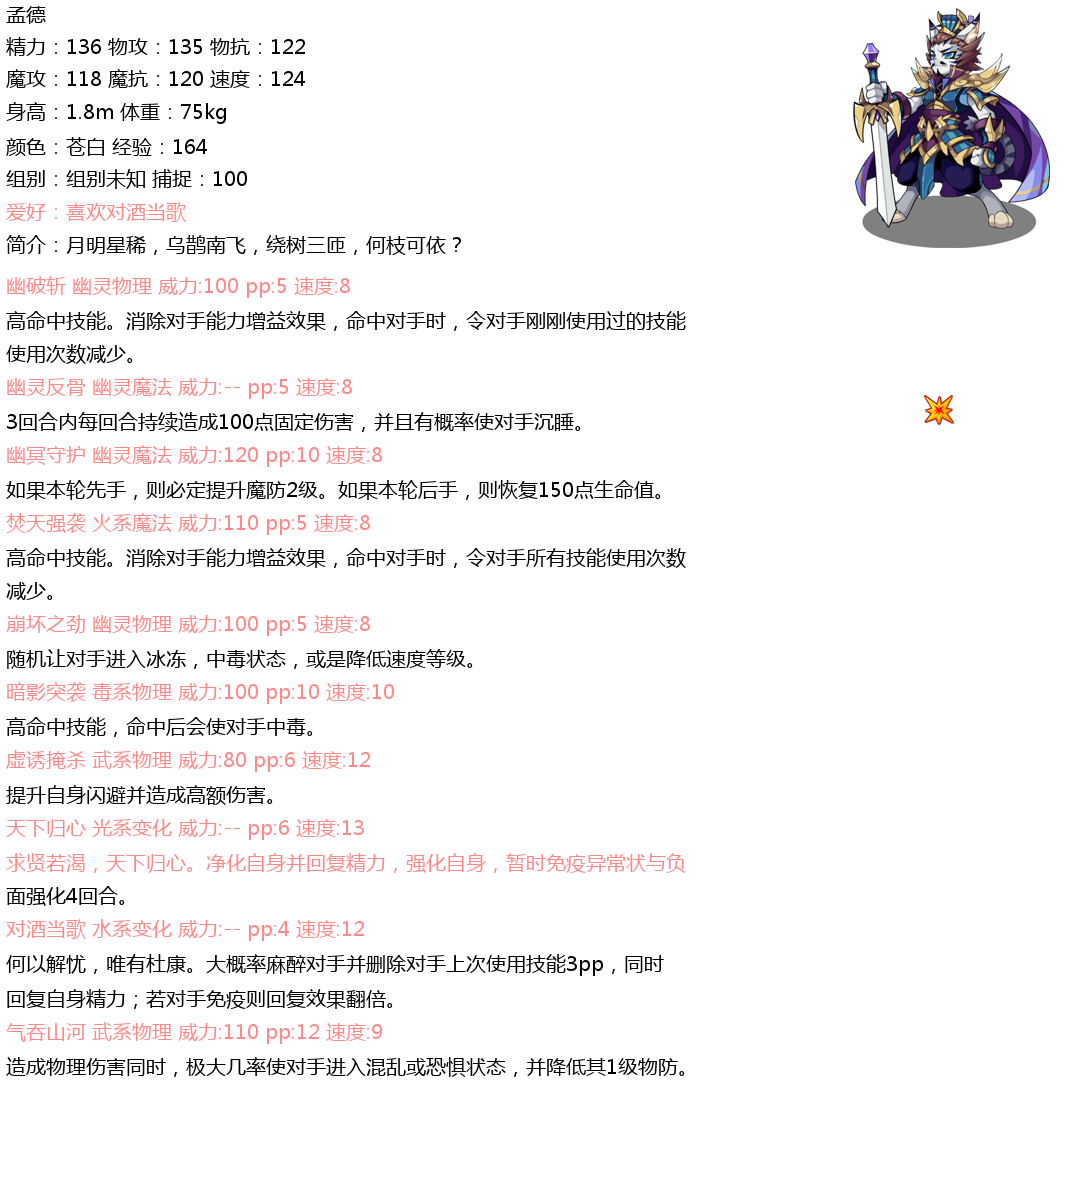 孟德
精力：136 物攻：135 物抗：122
魔攻：118 魔抗：120 速度：124
身高：1.8m 体重：75kg
颜色：苍白 经验：164
组别：组别未知 捕捉：100
爱好：喜欢对酒当歌
简介：月明星稀，乌鹊南飞，绕树三匝，何枝可依？
幽破斩 幽灵物理 威力:100 pp:5 速度:8
高命中技能。消除对手能力增益效果，命中对手时，令对手刚刚使用过的技能
使用次数减少。
幽灵反骨 幽灵魔法 威力:-- pp:5 速度:8
3回合内每回合持续造成100点固定伤害，并且有概率使对手沉睡。
幽冥守护 幽灵魔法 威力:120 pp:10 速度:8
如果本轮先手，则必定提升魔防2级。如果本轮后手，则恢复150点生命值。
焚天强袭 火系魔法 威力:110 pp:5 速度:8
高命中技能。消除对手能力增益效果，命中对手时，令对手所有技能使用次数
减少。
崩坏之劲 幽灵物理 威力:100 pp:5 速度:8
随机让对手进入冰冻，中毒状态，或是降低速度等级。
暗影突袭 毒系物理 威力:100 pp:10 速度:10
高命中技能，命中后会使对手中毒。
虚诱掩杀 武系物理 威力:80 pp:6 速度:12
提升自身闪避并造成高额伤害。
天下归心 光系变化 威力:-- pp:6 速度:13
求贤若渴，天下归心。净化自身并回复精力，强化自身，暂时免疫异常状与负
面强化4回合。
对酒当歌 水系变化 威力:-- pp:4 速度:12
何以解忧，唯有杜康。大概率麻醉对手并删除对手上次使用技能3pp，同时
回复自身精力；若对手免疫则回复效果翻倍。
气吞山河 武系物理 威力:110 pp:12 速度:9
造成物理伤害同时，极大几率使对手进入混乱或恐惧状态，并降低其1级物防。